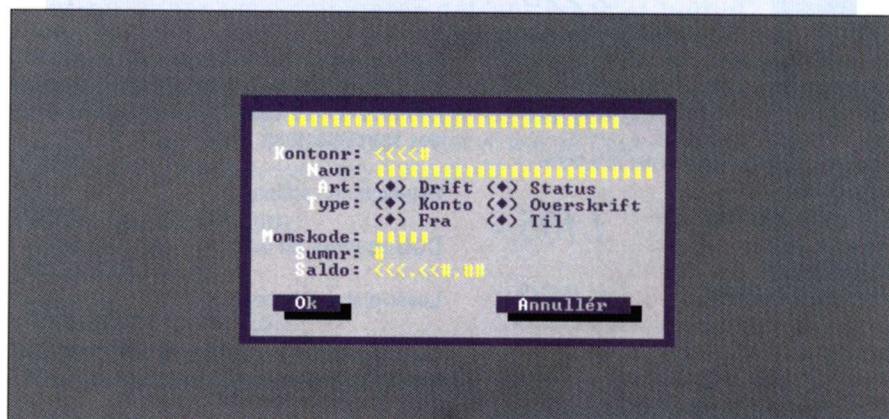 Kontonr: <<<<#
Navn: #########################
Art: (♦) Drift (♦) Status
Type: (♦) Konto (♦) Overskrift
(♦) Fra (♦) Til
Momskode: #####
Sumnr: #
Saldo: <<<.<<#,##
Ok Annullér